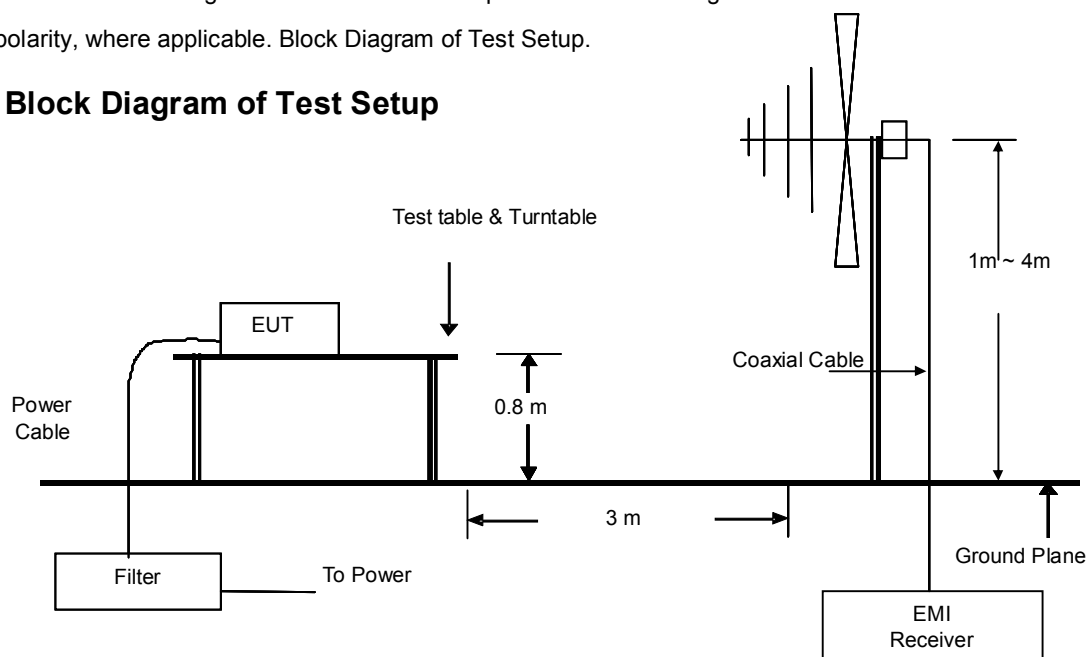 polarity, where applicable. Block Diagram of Test Setup.
Block Diagram of Test Setup
Test table & Turntable
1m ~ 4m
EUT
Coaxial Cable
0.8 m
Power
Cable
3 m
Ground Plane
Filter
To Power
EMI
Receiver